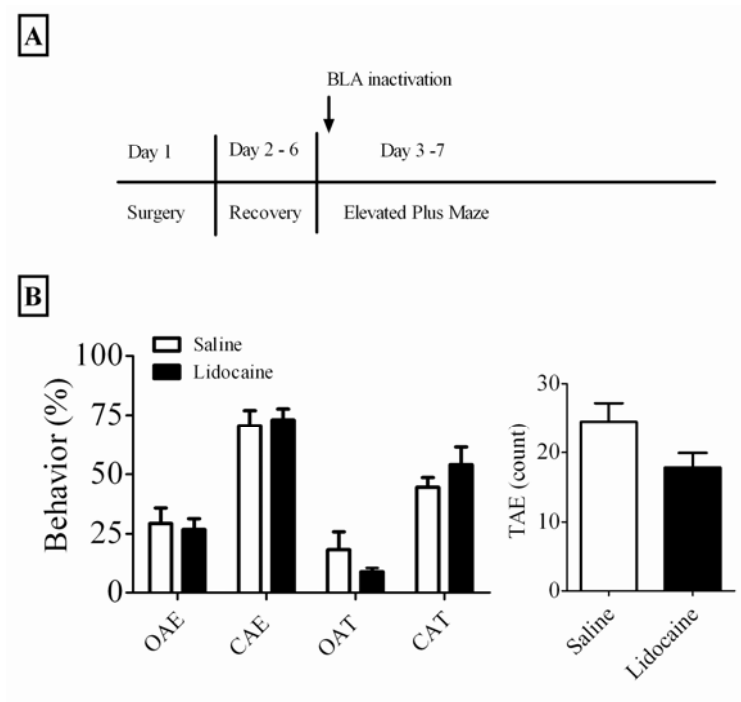 A
BLA inactivation
Day 1
Day 2 - 6
Day 3 -7
Surgery
Recovery
Elevated Plus Maze
B
Saline
Lidocaine
Behavior (%)
100
75
50
25
0
OAE
CAE
OAT
CAT
TAE (count)
30
20
10
0
Saline
Lidocaine